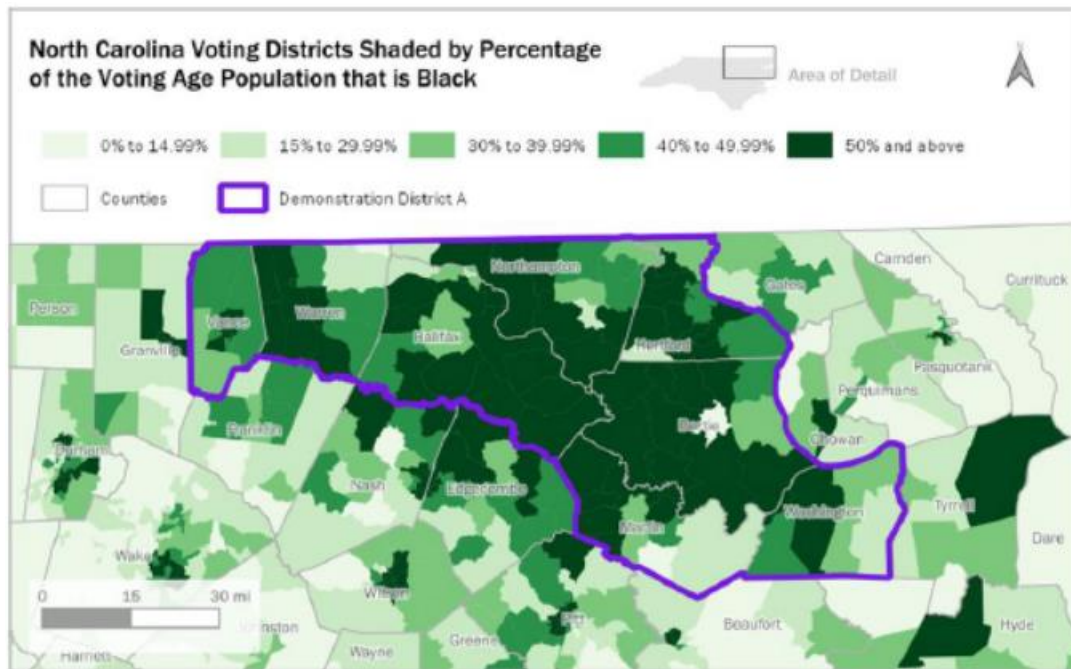 North Carolina Voting Districts Shaded by Percentage
of the Voting Age Population that is Black
Area of Detail
N
0% to 14.99%
15% to 29.99%
30% to 39.99%
40% to 49.99%
50% and above
Counties
Demonstration District A
Northampton
Camden
Currituck
Gates
Person
Vance
Warren
Halifax
Granville
Hertford
Pasquotank
Perquimans
Franklin
Bertie
Chowan
Durham
Nash
Edgecombe
Martin
Washington
Tyrrell
Dare
Wake
0 15 30 mi
Wilson
Pitt
Beaufort
Hyde
Johnston
Greene
Wayne
Harnett